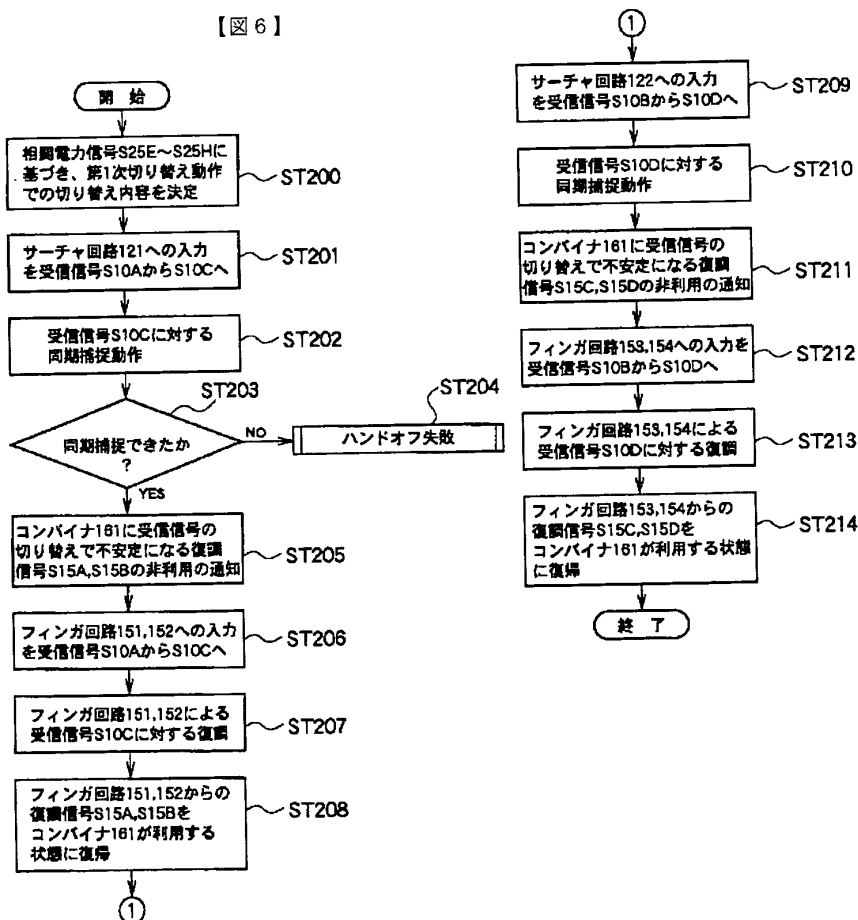 【図6】
開 始
相関電力信号S25E～S25Hに
基づき、第1次切り替え動作
での切り替え内容を決定
ST200
サーチャ回路121への入力
を受信信号S10AからS10Cへ
ST201
受信信号S10Cに対する
同期捕捉動作
ST202
ST203
同期捕捉できたか
?
NO
YES
ST204
ハンドオフ失敗
コンバイナ161に受信信号の
切り替えで不安定になる復調
信号S15A,S15Bの非利用の通知
ST205
フィンガ回路151,152への入力
を受信信号S10AからS10Cへ
ST206
フィンガ回路151,152による
受信信号S10Cに対する復調
ST207
フィンガ回路151,152からの
復調信号S15A,S15Bを
コンバイナ161が利用する
状態に復帰
ST208
1
1
サーチャ回路122への入力
を受信信号S10BからS10Dへ
ST209
受信信号S10Dに対する
同期捕捉動作
ST210
コンバイナ161に受信信号の
切り替えで不安定になる復調
信号S15C,S15Dの非利用の通知
ST211
フィンガ回路153,154への入力を
受信信号S10BからS10Dへ
ST212
フィンガ回路153,154による
受信信号S10Dに対する復調
ST213
フィンガ回路153,154からの
復調信号S15C,S15Dを
コンバイナ161が利用する状態
に復帰
ST214
終 了